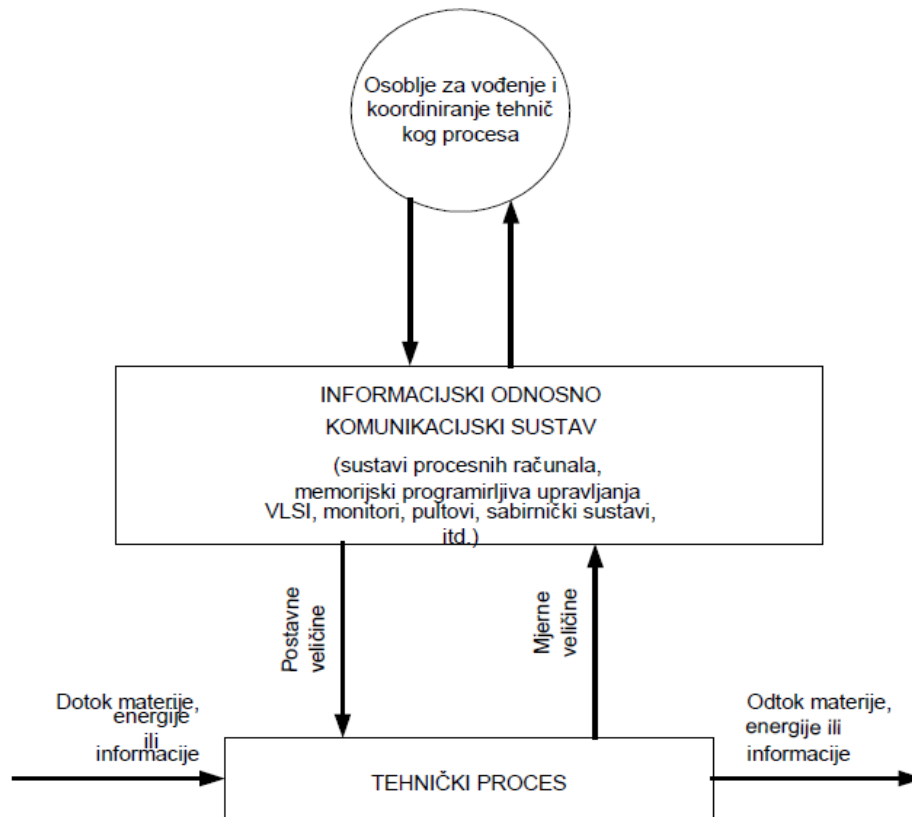 Osoblje za vođenje i
koordiniranje tehnič
kog procesa
INFORMACIJSKI ODNOSNO
KOMUNIKACIJSKI SUSTAV
(sustavi procesnih računala,
memorijski programirljiva upravljanja
VLSI, monitori, pultovi, sabirnički sustavi,
itd.)
Postavne
veličine
Mjerne
veličine
Dotok materije,
energije
ili
informacije
Odtok materije,
energije ili
informacije
TEHNIČKI PROCES